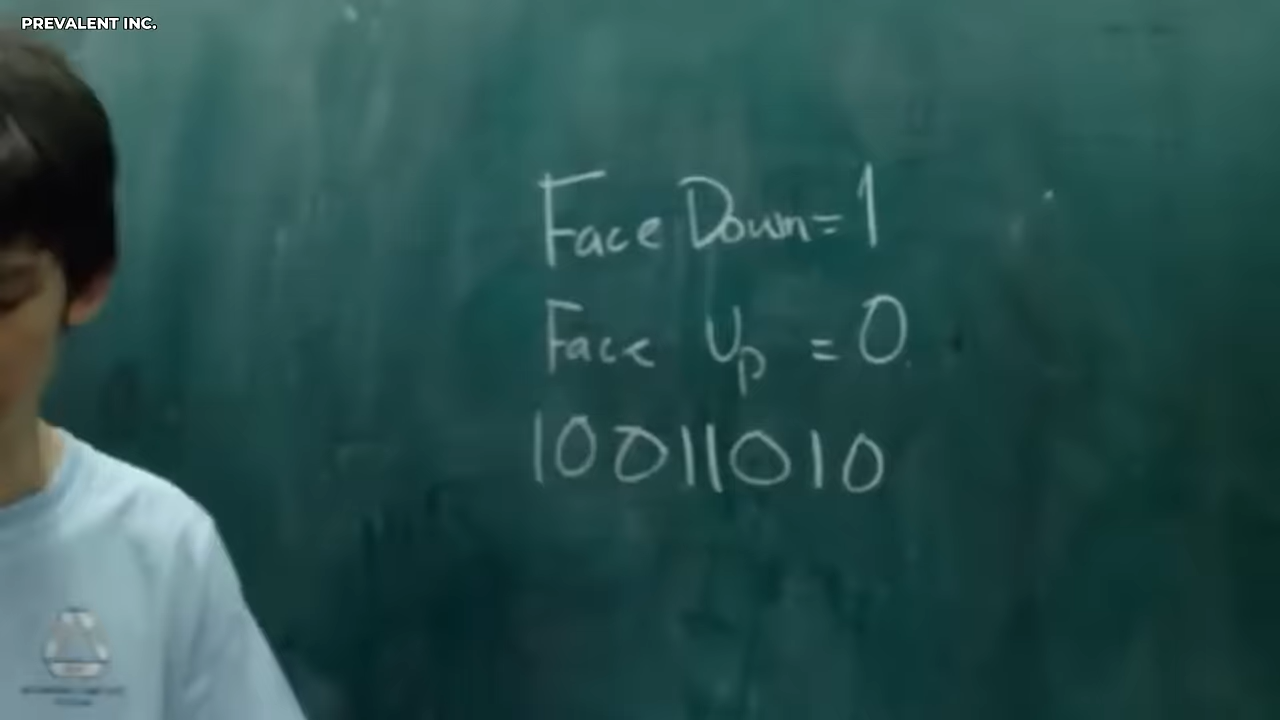 PREVALENT INC.
Face Down = 1
Face Up = 0
10011010